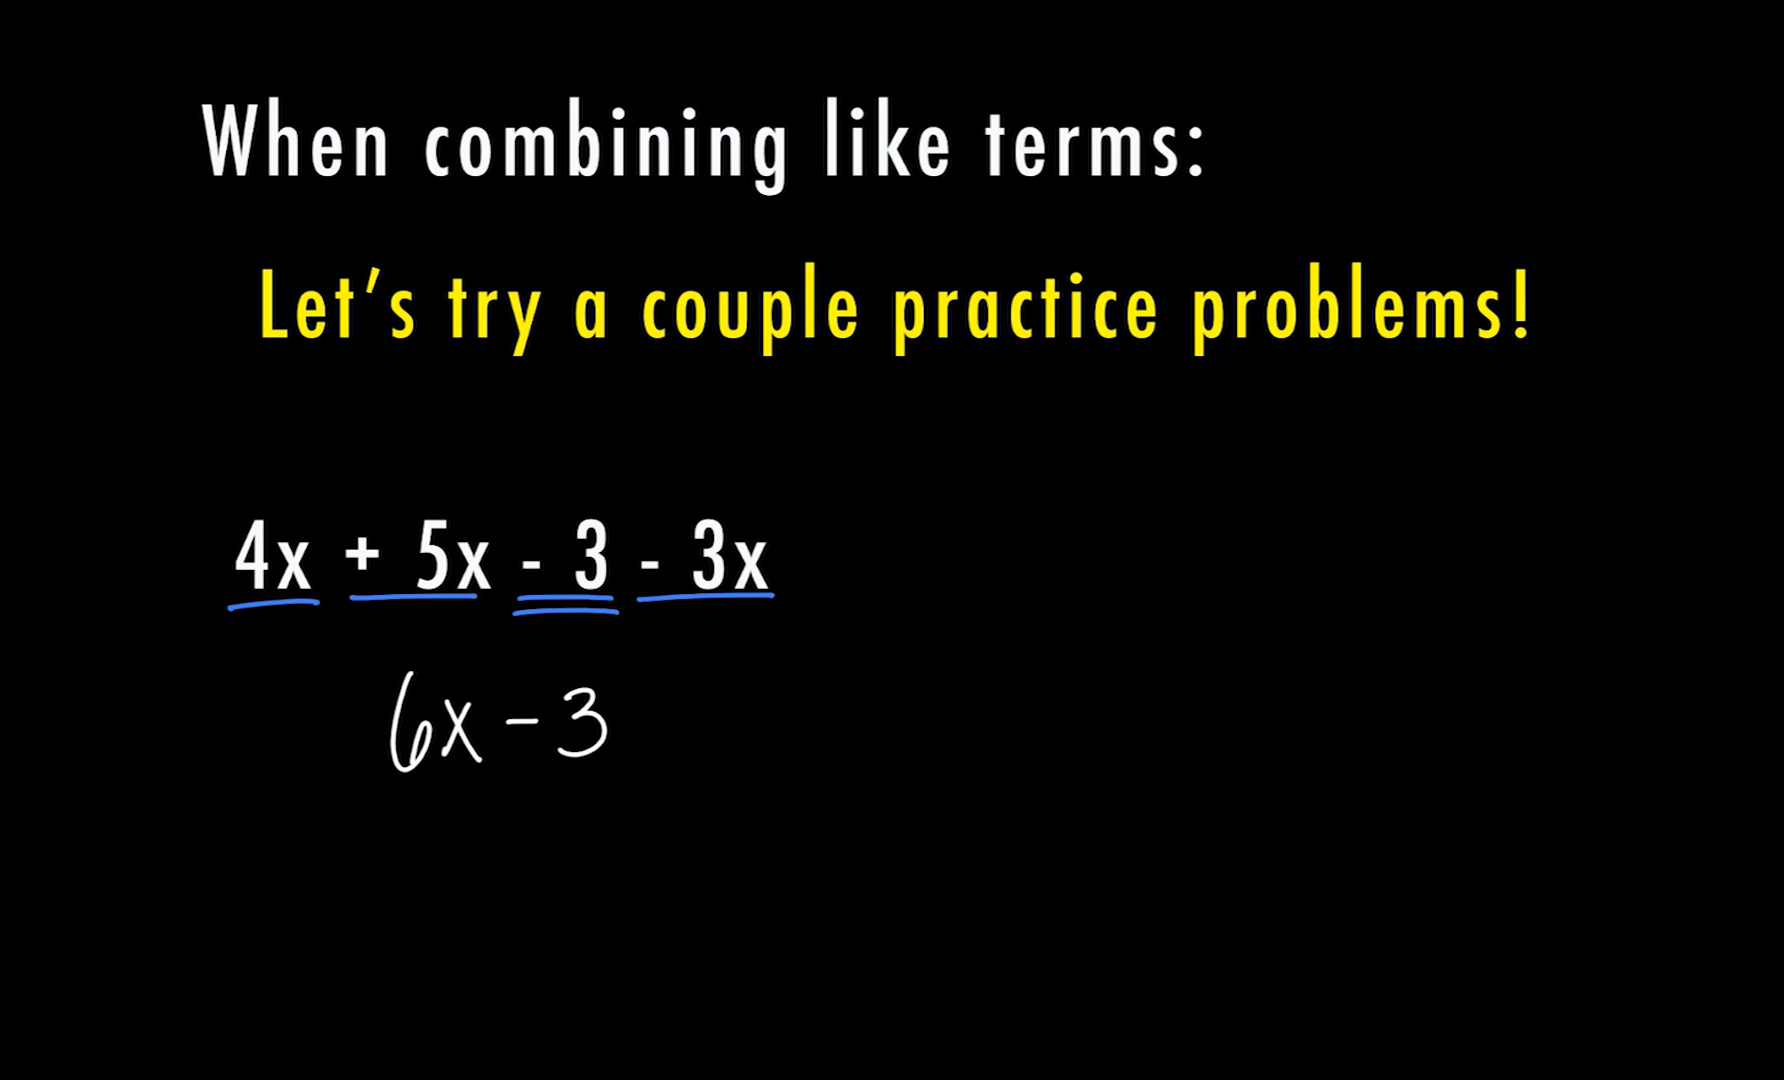 When combining like terms:
Let’s try a couple practice problems!
4x + 5x - 3 - 3x
6x - 3